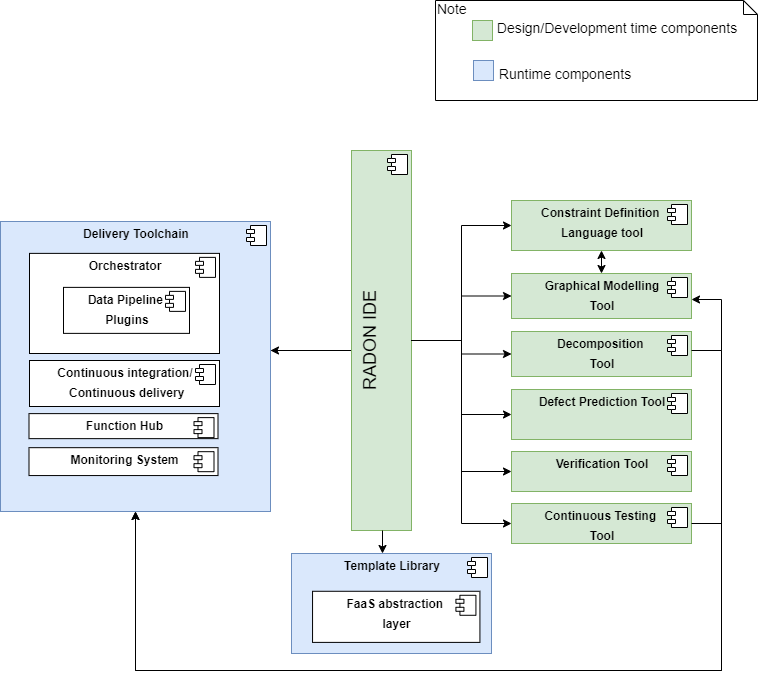 Note
Design/Development time components
Runtime components
RADON IDE
Delivery Toolchain
Orchestrator
Data Pipeline
Plugins
Continuous integration/
Continuous delivery
Function Hub
Monitoring System
Constraint Definition
Language tool
Graphical Modelling
Tool
Decomposition
Tool
Defect Prediction Tool
Verification Tool
Continuous Testing
Tool
Template Library
FaaS abstraction
layer